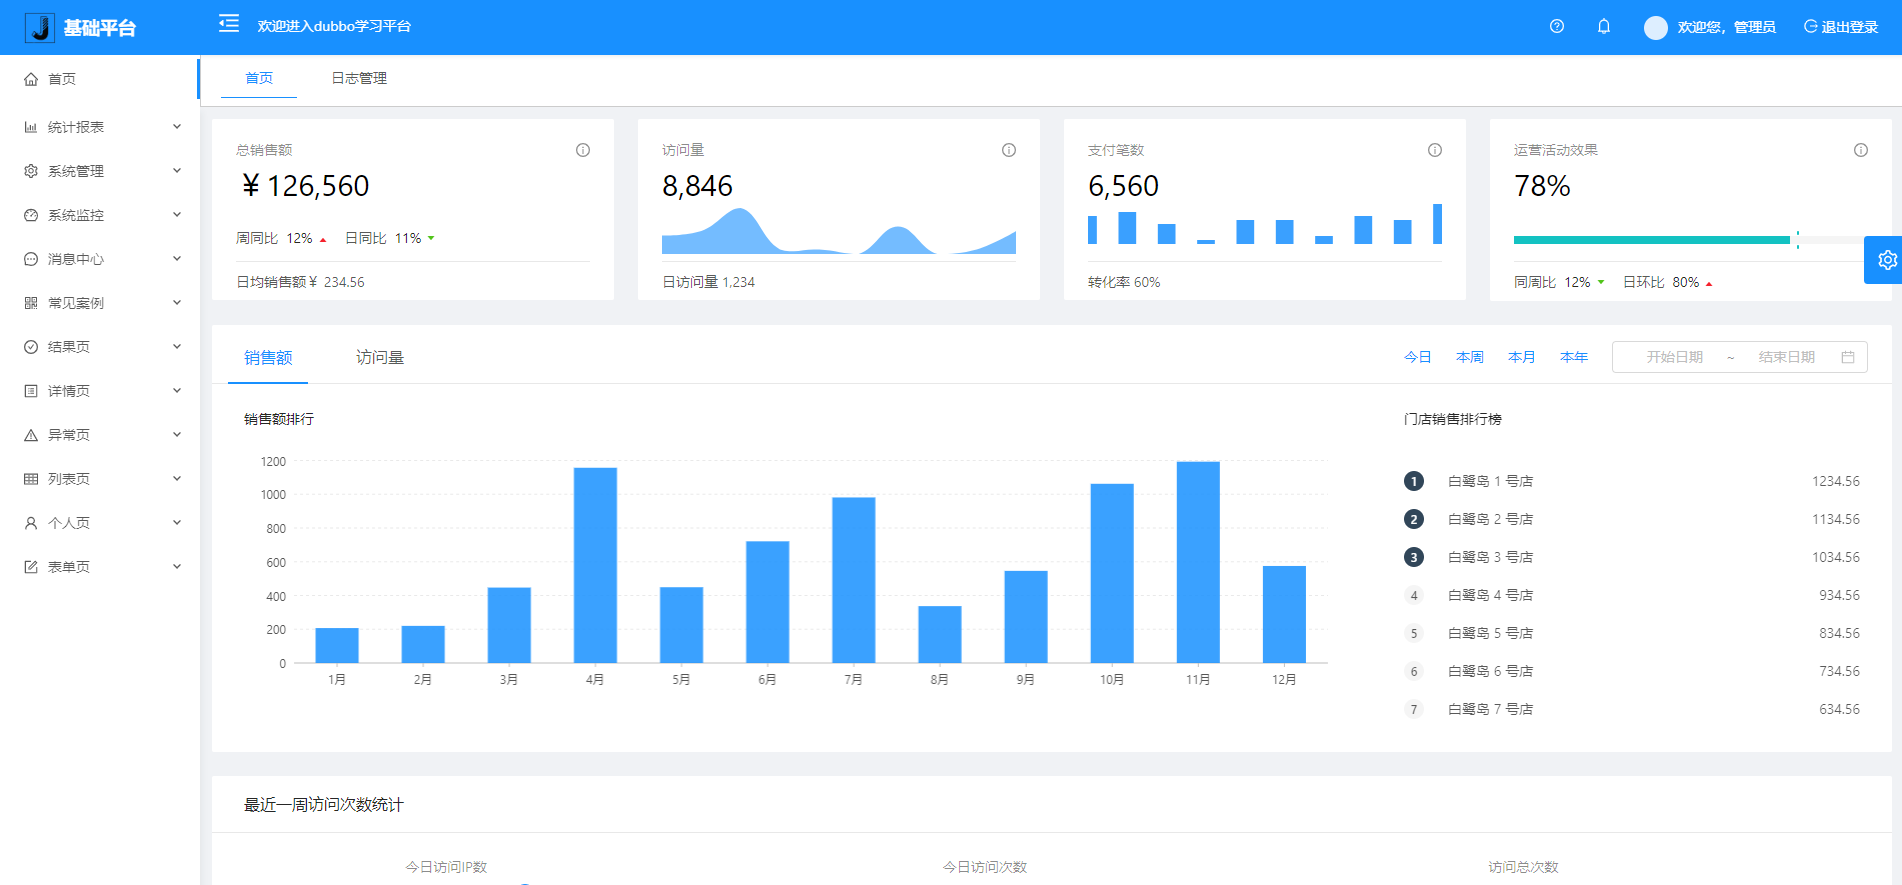 基础平台
欢迎进入dubbo学习平台
欢迎您，管理员
退出登录
首页
统计报表
系统管理
系统监控
消息中心
常见案例
结果页
详情页
异常页
列表页
个人页
表单页
首页 日志管理
总销售额
¥ 126,560
周同比 12% 日同比 11%
日均销售额¥ 234.56
访问量
8,846
日访问量 1,234
支付笔数
6,560
转化率 60%
运营活动效果
78%
同周比 12% 日环比 80%
销售额 访问量
今日 本周 本月 本年 开始日期 ~ 结束日期
销售额排行
1200
1000
800
600
400
200
0
1月 2月 3月 4月 5月 6月 7月 8月 9月 10月 11月 12月
门店销售排行榜
1 白鹭岛 1 号店 1234.56
2 白鹭岛 2 号店 1134.56
3 白鹭岛 3 号店 1034.56
4 白鹭岛 4 号店 934.56
5 白鹭岛 5 号店 834.56
6 白鹭岛 6 号店 734.56
7 白鹭岛 7 号店 634.56
最近一周访问次数统计
今日访问IP数 今日访问次数 访问总次数